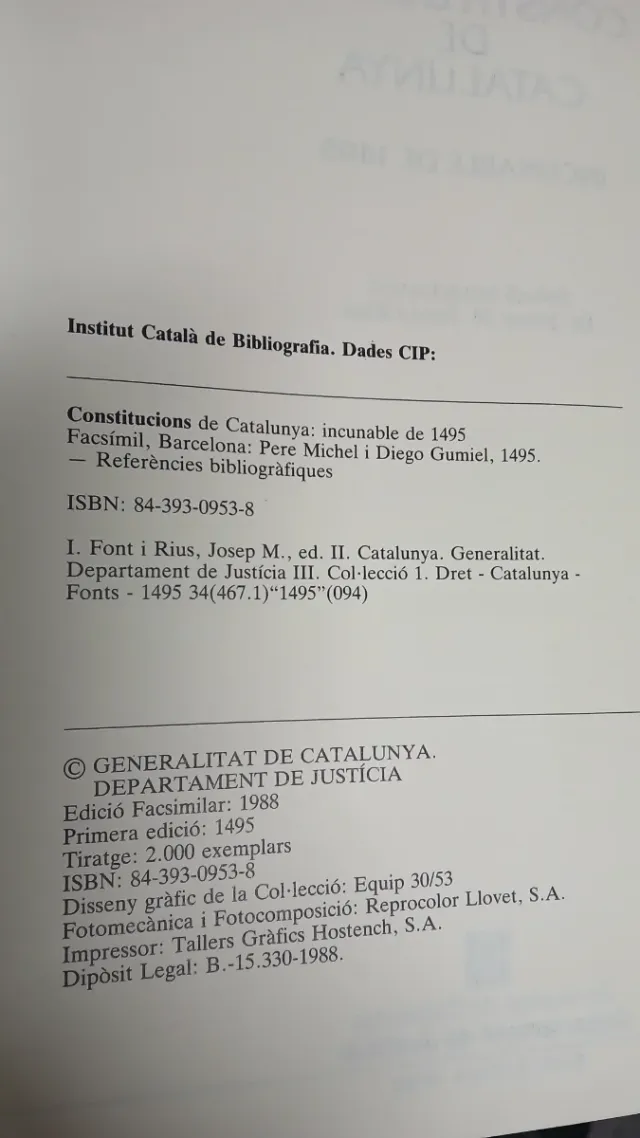 Institut Català de Bibliografia. Dades CIP:
Constitucions de Catalunya: incunable de 1495
Facsímil, Barcelona: Pere Michel i Diego Gumiel, 1495.
— Referències bibliogràfiques
ISBN: 84-393-0953-8
I. Font i Rius, Josep M., ed. II. Catalunya. Generalitat.
Departament de Justícia III. Col·lecció 1. Dret - Catalunya -
Fonts - 1495 34(467.1)“1495”(094)
© GENERALITAT DE CATALUNYA.
DEPARTAMENT DE JUSTÍCIA
Edició Facsimilar: 1988
Primera edició: 1495
Tiratge: 2.000 exemplars
ISBN: 84-393-0953-8
Disseny gràfic de la Col·lecció: Equip 30/53
Fotomecànica i Fotocomposició: Reprocolor Llovet, S.A.
Impressor: Tallers Gràfics Hostench, S.A.
Dipòsit Legal: B.-15.330-1988.